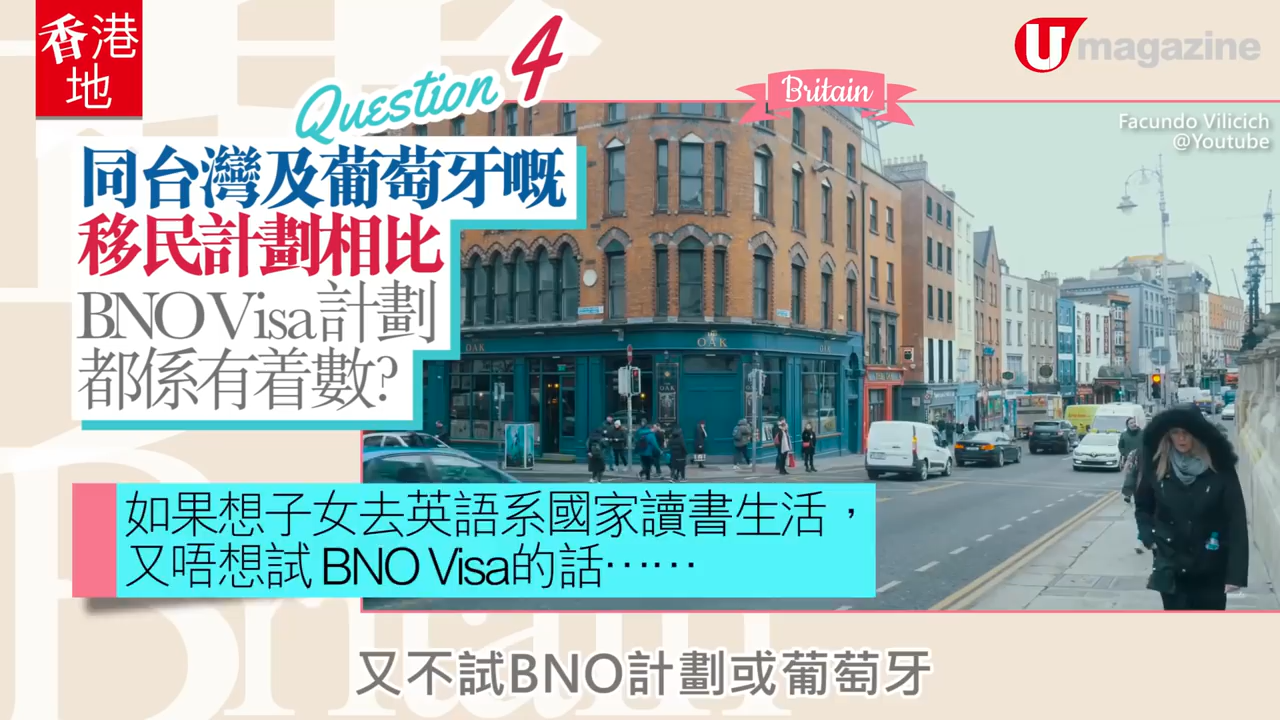 香港
地
U magazine
Question 4
Britain
Facundo Vilicich
@Youtube
同台灣及葡萄牙嘅
移民計劃相比
BNO Visa計劃
都係有着數?
OAK
OAK
OAK
如果想子女去英語系國家讀書生活，
又唔想試 BNO Visa的話⋯⋯
又不試BNO計劃或葡萄牙
Britain